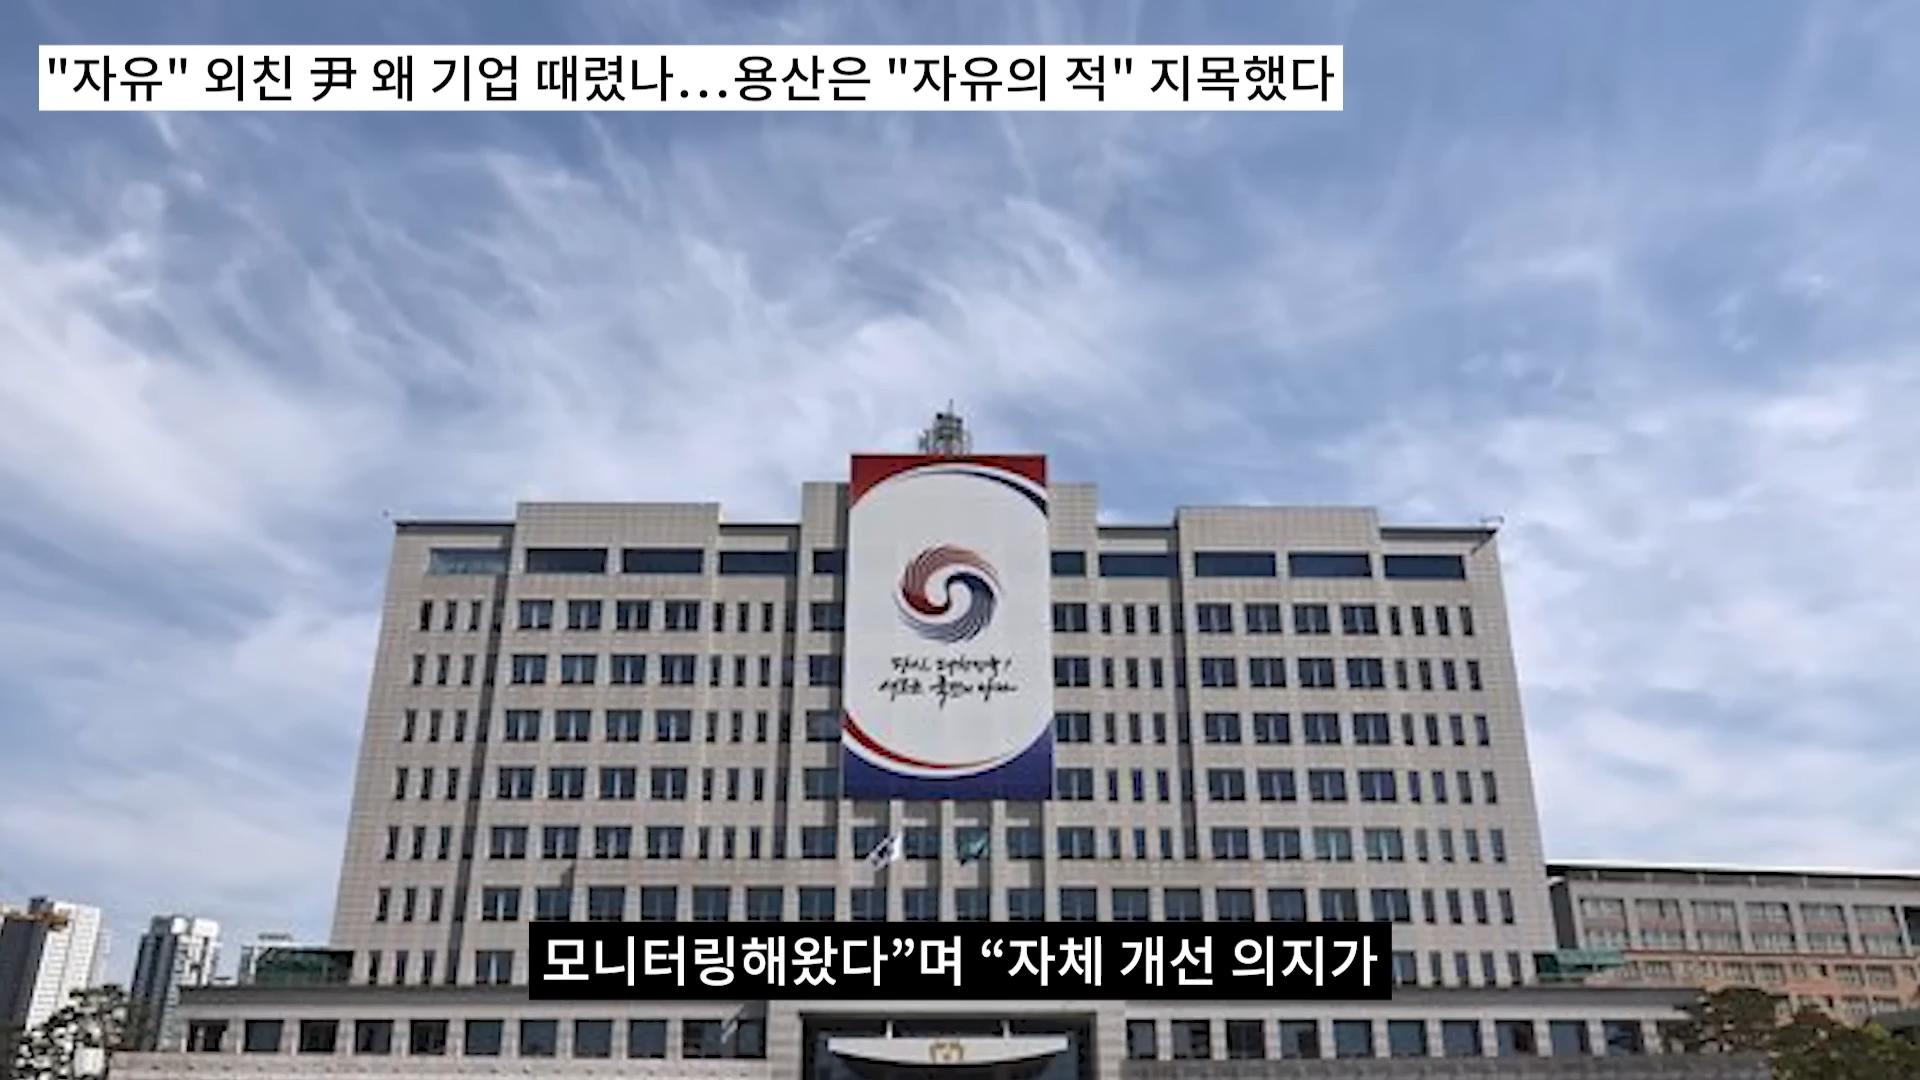 "자유" 외친 尹 왜 기업 때렸나...용산은 "자유의 적" 지목했다
모니터링해왔다”며 “자체 개선 의지가